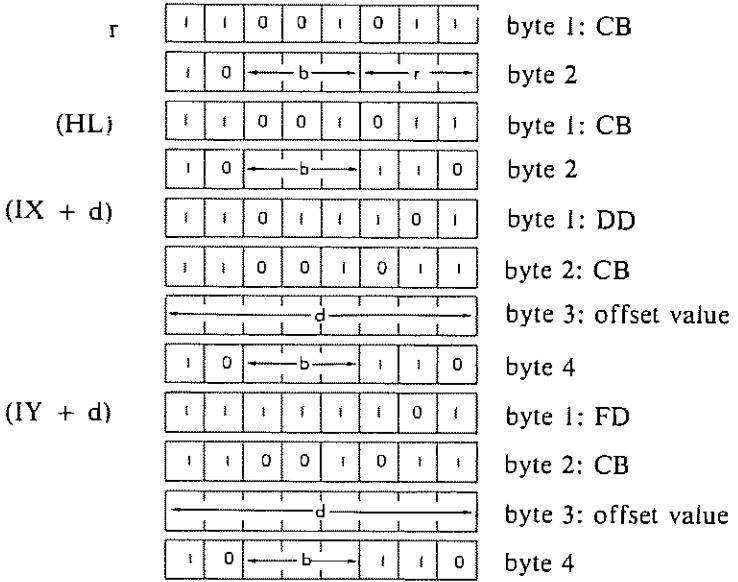 r 1 1 0 0 1 0 1 1 byte 1: CB
1 0 b r byte 2
(HL) 1 1 0 0 1 0 1 1 byte 1: CB
1 0 b 1 1 0 byte 2
(IX + d) 1 1 0 1 1 1 0 1 byte 1: DD
1 1 0 0 1 0 1 1 byte 2: CB
d byte 3: offset value
1 0 b 1 1 0 byte 4
(IY + d) 1 1 1 1 1 1 0 1 byte 1: FD
1 1 0 0 1 0 1 1 byte 2: CB
d byte 3: offset value
1 0 b 1 1 0 byte 4